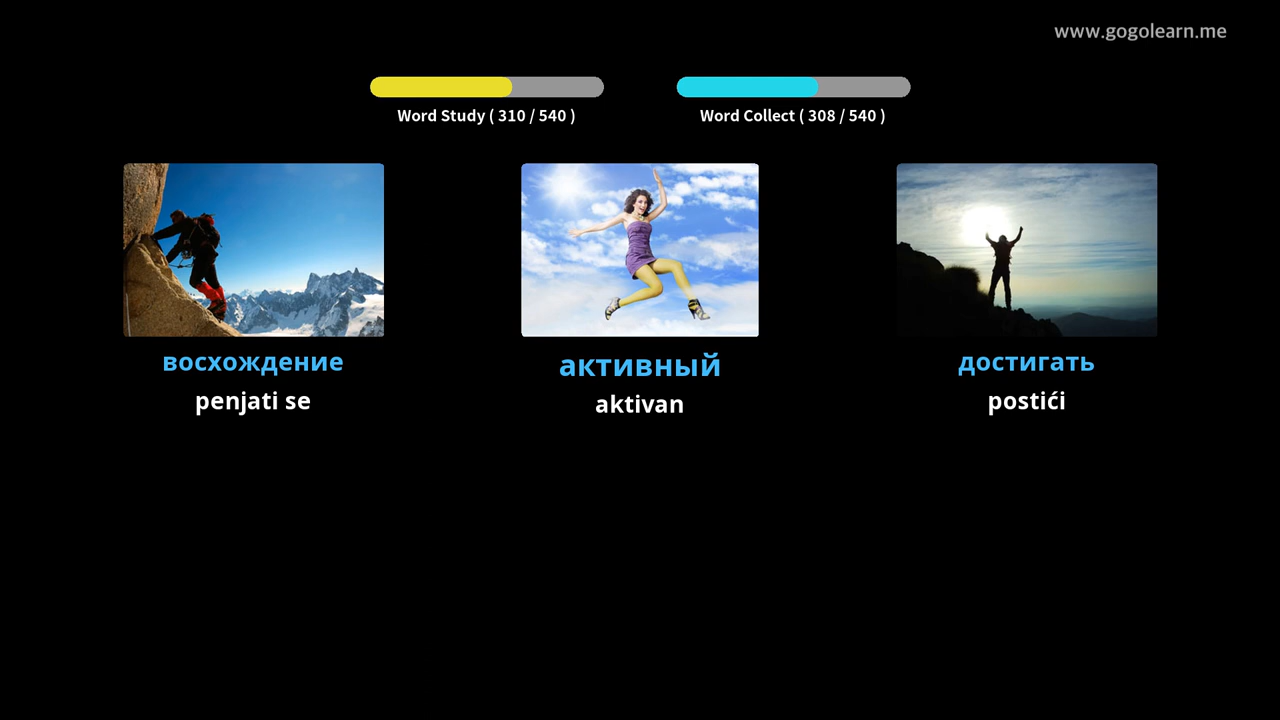 www.gogolearn.me
Word Study ( 310 / 540 )
Word Collect ( 308 / 540 )
восхождение
penjati se
активный
aktivan
достигать
postići